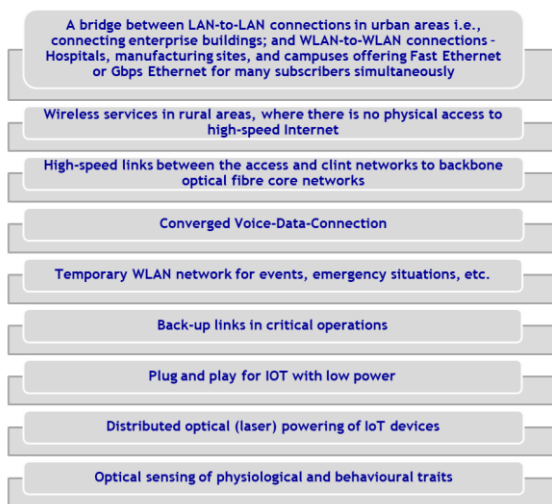 A bridge between LAN-to-LAN connections in urban areas i.e.,
connecting enterprise buildings; and WLAN-to-WLAN connections –
Hospitals, manufacturing sites, and campuses offering Fast Ethernet
or Gbps Ethernet for many subscribers simultaneously
Wireless services in rural areas, where there is no physical access to
high-speed Internet
High-speed links between the access and clint networks to backbone
optical fibre core networks
Converged Voice-Data-Connection
Temporary WLAN network for events, emergency situations, etc.
Back-up links in critical operations
Plug and play for IOT with low power
Distributed optical (laser) powering of IoT devices
Optical sensing of physiological and behavioural traits